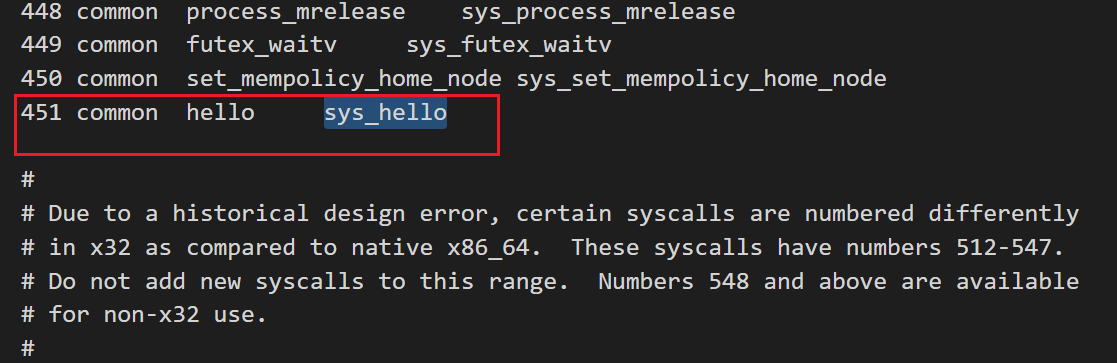 448 common  process_mrelease    sys_process_mrelease
449 common  futex_waitv     sys_futex_waitv
450 common  set_mempolicy_home_node sys_set_mempolicy_home_node
451 common  hello     sys_hello
#
# Due to a historical design error, certain syscalls are numbered differently
# in x32 as compared to native x86_64.  These syscalls have numbers 512-547.
# Do not add new syscalls to this range.  Numbers 548 and above are available
# for non-x32 use.
#